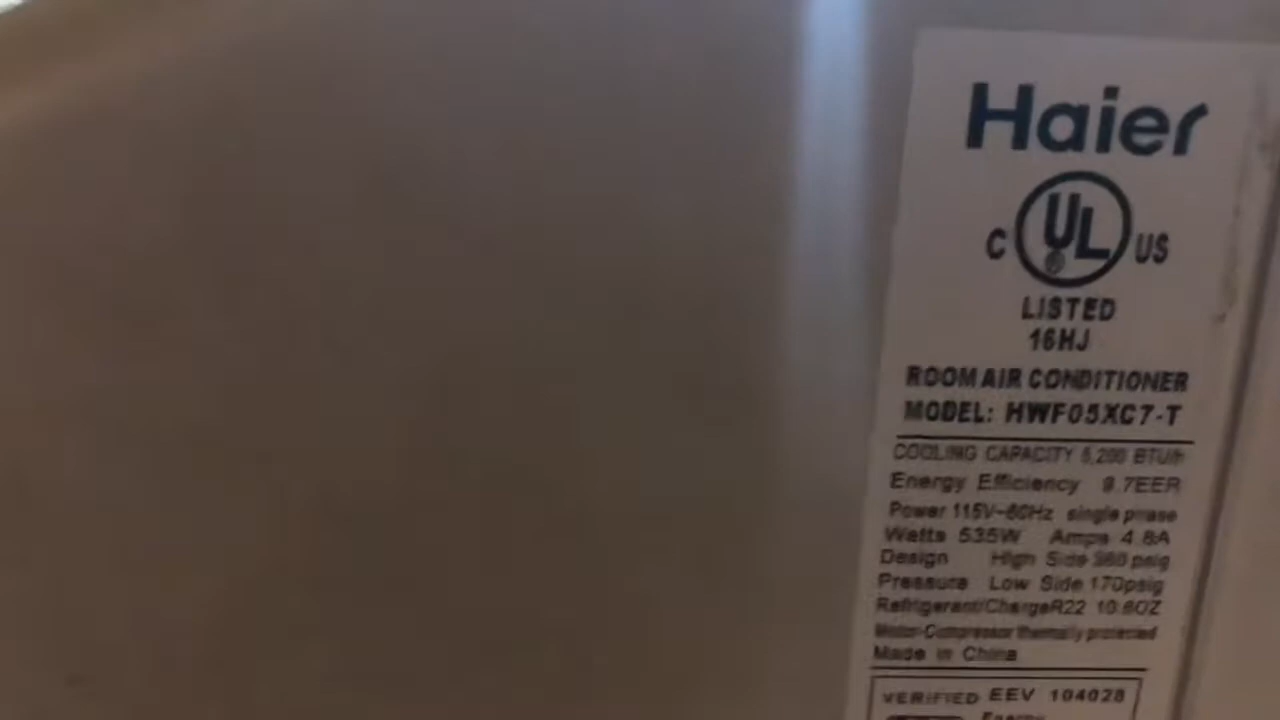 Haier
C UL® US
LISTED
16HJ
ROOM AIR CONDITIONER
MODEL: HWF05XC7-T
COOLING CAPACITY 5,200 BTU/h
Energy Efficiency 9.7EER
Power 115V~60Hz single phase
Watts 535W Amps 4.8A
Design High Side 360 psig
Pressure Low Side 170psig
Refrigerant/ChargeR22 10.6OZ
Motor-Compressor thermally protected
Made in China
VERIFIED EEV 104028
Energy